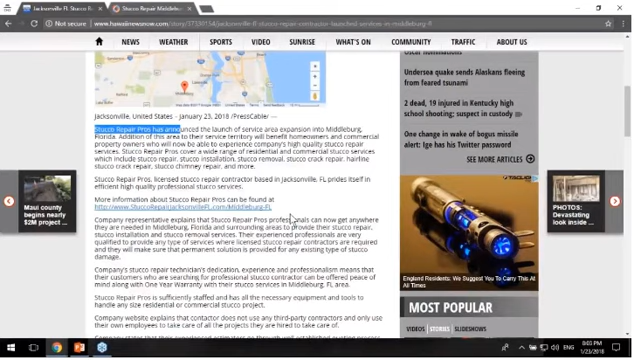 Jacksonville FL Stucco Rep
Stucco Repair Middleburg
Not secure | www.hawaiinewsnow.com/story/37330154/jacksonville-fl-stucco-repair-contractor-launched-services-in-middleburg-fl
NEWS WEATHER SPORTS VIDEO SUNRISE WHAT'S ON COMMUNITY TRAFFIC ABOUT US
Jacksonville, United States – January 23, 2018 /PressCable/ —
Stucco Repair Pros has announced the launch of service area expansion into Middleburg,
Florida. Addition of this area to their service territory will benefit homeowners and commercial
property owners who will now be able to experience company's high quality stucco repair
services. Stucco Repair Pros cover a wide range of residential and commercial stucco services
which include stucco repair, stucco installation, stucco removal, stucco crack repair, hairline
stucco crack repair, stucco chimney repair, and more.
Stucco Repair Pros, licensed stucco repair contractor based in Jacksonville, FL prides itself in
efficient high quality professional stucco services.
More information about Stucco Repair Pros can be found at
http://www.StuccoRepairJacksonvilleFL.com/Middleburg-FL
Company representative explains that Stucco Repair Pros professionals can now get anywhere
they are needed in Middleburg, Florida and surrounding areas to provide their stucco repair,
stucco installation and stucco removal services. Their experienced professionals are very
qualified to provide any type of services where licensed stucco repair contractors are required
and they will make sure that permanent solution is provided for any existing type of stucco
damage.
Company's stucco repair technician's dedication, experience and professionalism means that
their customers who are searching for professional stucco contractor can be offered peace of
mind along with One Year Warranty with their stucco services in Middleburg, FL area.
Stucco Repair Pros is sufficiently staffed and has all the necessary equipment and tools to
handle any size residential or commercial stucco project.
Company website explains that contactor does not use any third-party contractors and only use
their own employees to take care of all the projects they are hired to take care of.
Undersea quake sends Alaskans fleeing
from feared tsunami
2 dead, 19 injured in Kentucky high
school shooting; suspect in custody
One change in wake of bogus missile
alert: Ige has his Twitter password
SEE MORE ARTICLES
England Residents: We Suggest You To Carry This At
All Times
MOST POPULAR
VIDEOS STORIES SLIDESHOWS
Maui county
begins nearly
$2M project ...
PHOTOS:
Devastating
look inside ...
9:03 PM
1/23/2018